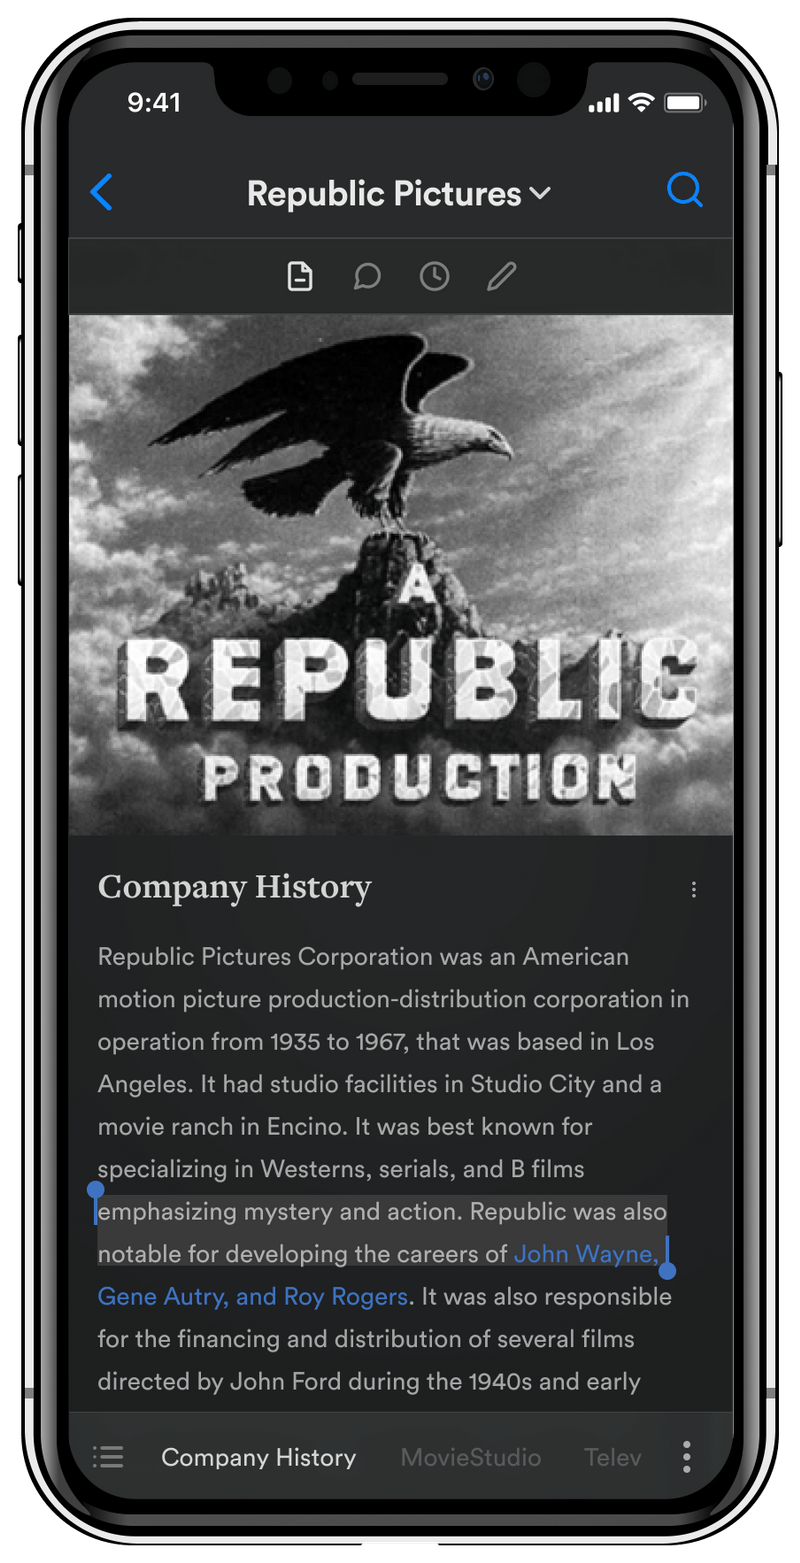 9:41
Republic Pictures
A
REPUBLIC
PRODUCTION
Company History
Republic Pictures Corporation was an American
motion picture production-distribution corporation in
operation from 1935 to 1967, that was based in Los
Angeles. It had studio facilities in Studio City and a
movie ranch in Encino. It was best known for
specializing in Westerns, serials, and B films
emphasizing mystery and action. Republic was also
notable for developing the careers of John Wayne,
Gene Autry, and Roy Rogers. It was also responsible
for the financing and distribution of several films
directed by John Ford during the 1940s and early
Company History MovieStudio Telev